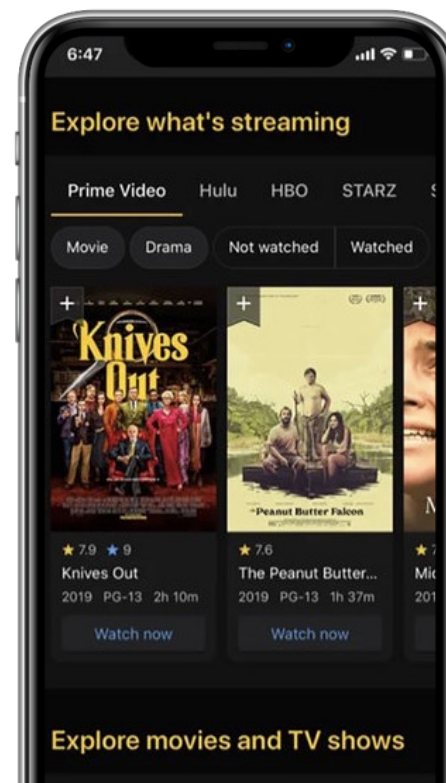 6:47
Explore what's streaming
Prime Video Hulu HBO STARZ
Movie Drama Not watched Watched
Knives
Out
Peanut Butter Falcon
7.9 9
7.6
Knives Out
The Peanut Butter...
Mic
2019 PG-13 2h 10m
2019 PG-13 1h 37m
201
Watch now
Watch now
Explore movies and TV shows